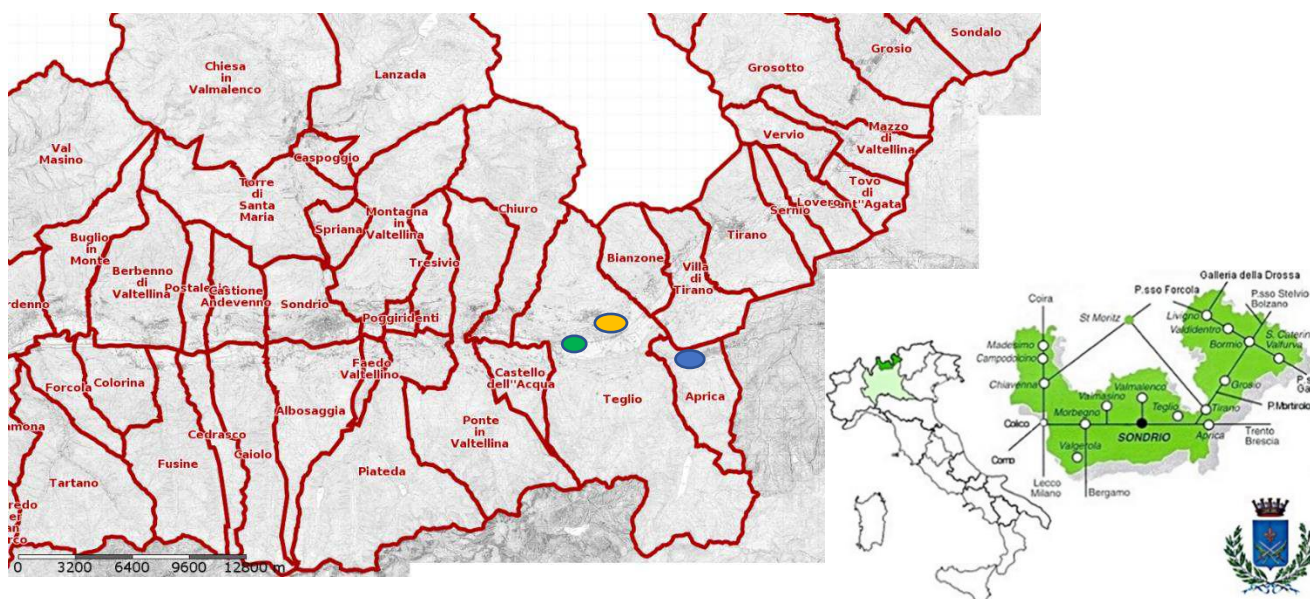 Sondalo
Grosio
Grosotto
Chiesa
in
Valmalenco
Lanzada
Mazzo
di
Valtellina
Vervio
Val
Masino
Caspoggio
Tovo
di
Sant"Agata
Lovero
Sernio
Torre
di
Santa
Maria
Montagna
in
Valtellina
Chiuro
Spriana
Tirano
Buglio
in
Monte
Bianzone
Villa
di
Tirano
Tresivio
Berbenno
di
Valtellina
Castione
Andevenno
Sondrio
Poggiridenti
Faedo
Valtellino
Castello
dell"Acqua
Forcola
Colorina
Albosaggia
Teglio
Aprica
Ponte
in
Valtellina
Cedrasco
Fusine
Caiolo
Piateda
Tartano
0 3200 6400 9600 12800 m
Galleria della Drossa
P.sso Forcola
P.sso Stelvio
Bolzano
Coira
St Moritz
Livigno
Valdidentro
S. Caterina
Valfurva
Bormio
Madesimo
Campodolcino
Chiavenna
Valmalenco
Grosio
Valmasino
P.Mortirolo
Morbegno
Teglio
Tirano
Colico
SONDRIO
Aprica
Trento
Brescia
Valgerola
Como
Lecco
Milano
Bergamo